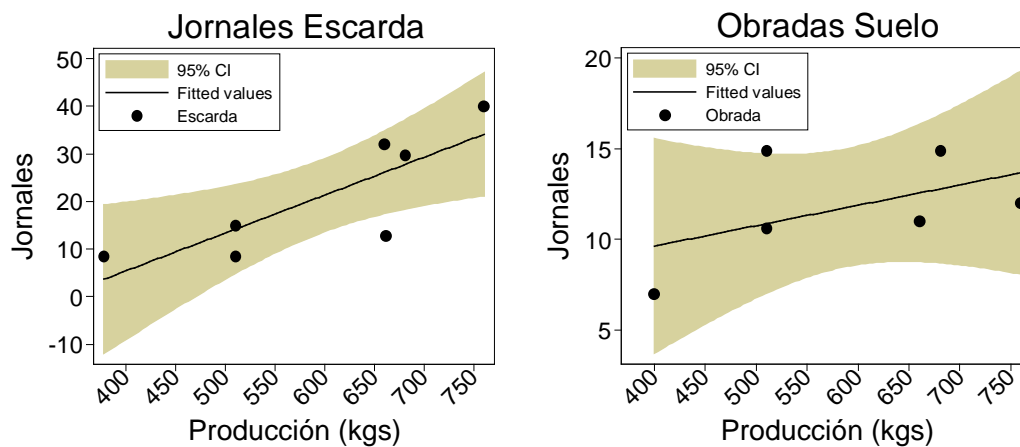 Jornales Escarda
50
40
30
20
10
0
-10
Jornales
95% CI
Fitted values
Escarda
400
450
500
550
600
650
700
750
Producción (kgs)
Obradas Suelo
20
15
10
5
Jornales
95% CI
Fitted values
Obrada
400
450
500
550
600
650
700
750
Producción (kgs)